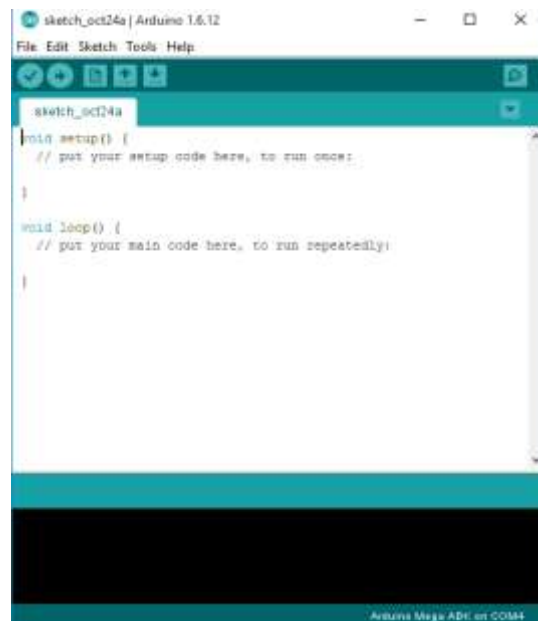 sketch_oct24a | Arduino 1.6.12
File Edit Sketch Tools Help
sketch_oct24a
void setup() {
// put your setup code here, to run once:
}
void loop() {
// put your main code here, to run repeatedly:
}
Arduino Mega ADK on COM4